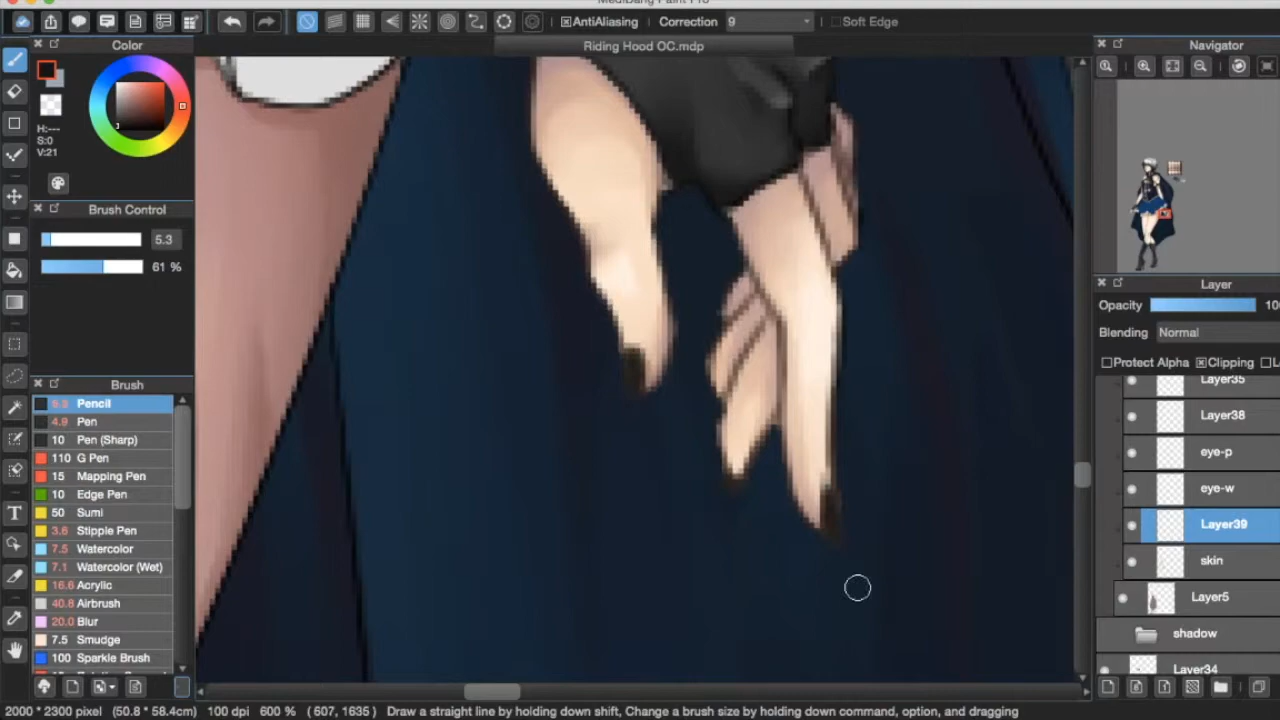 MediBang Paint Pro
AntiAliasing Correction 9 Soft Edge
Riding Hood OC.mdp
Color
H:---
S:0
V:21
Brush Control
5.3
61 %
Brush
Pencil
4.9 Pen
10 Pen (Sharp)
110 G Pen
15 Mapping Pen
10 Edge Pen
50 Sumi
3.6 Stipple Pen
7.5 Watercolor
7.1 Watercolor (Wet)
16.6 Acrylic
40.8 Airbrush
20.0 Blur
7.5 Smudge
100 Sparkle Brush
Navigator
Layer
Opacity 100
Blending Normal
Protect Alpha Clipping
Layer35
Layer38
eye-p
eye-w
Layer39
skin
Layer5
shadow
Layer34
2000 * 2300 pixel (50.8 * 58.4cm) 100 dpi 600 % ( 607, 1635 ) Draw a straight line by holding down shift, Change a brush size by holding down command, option, and dragging